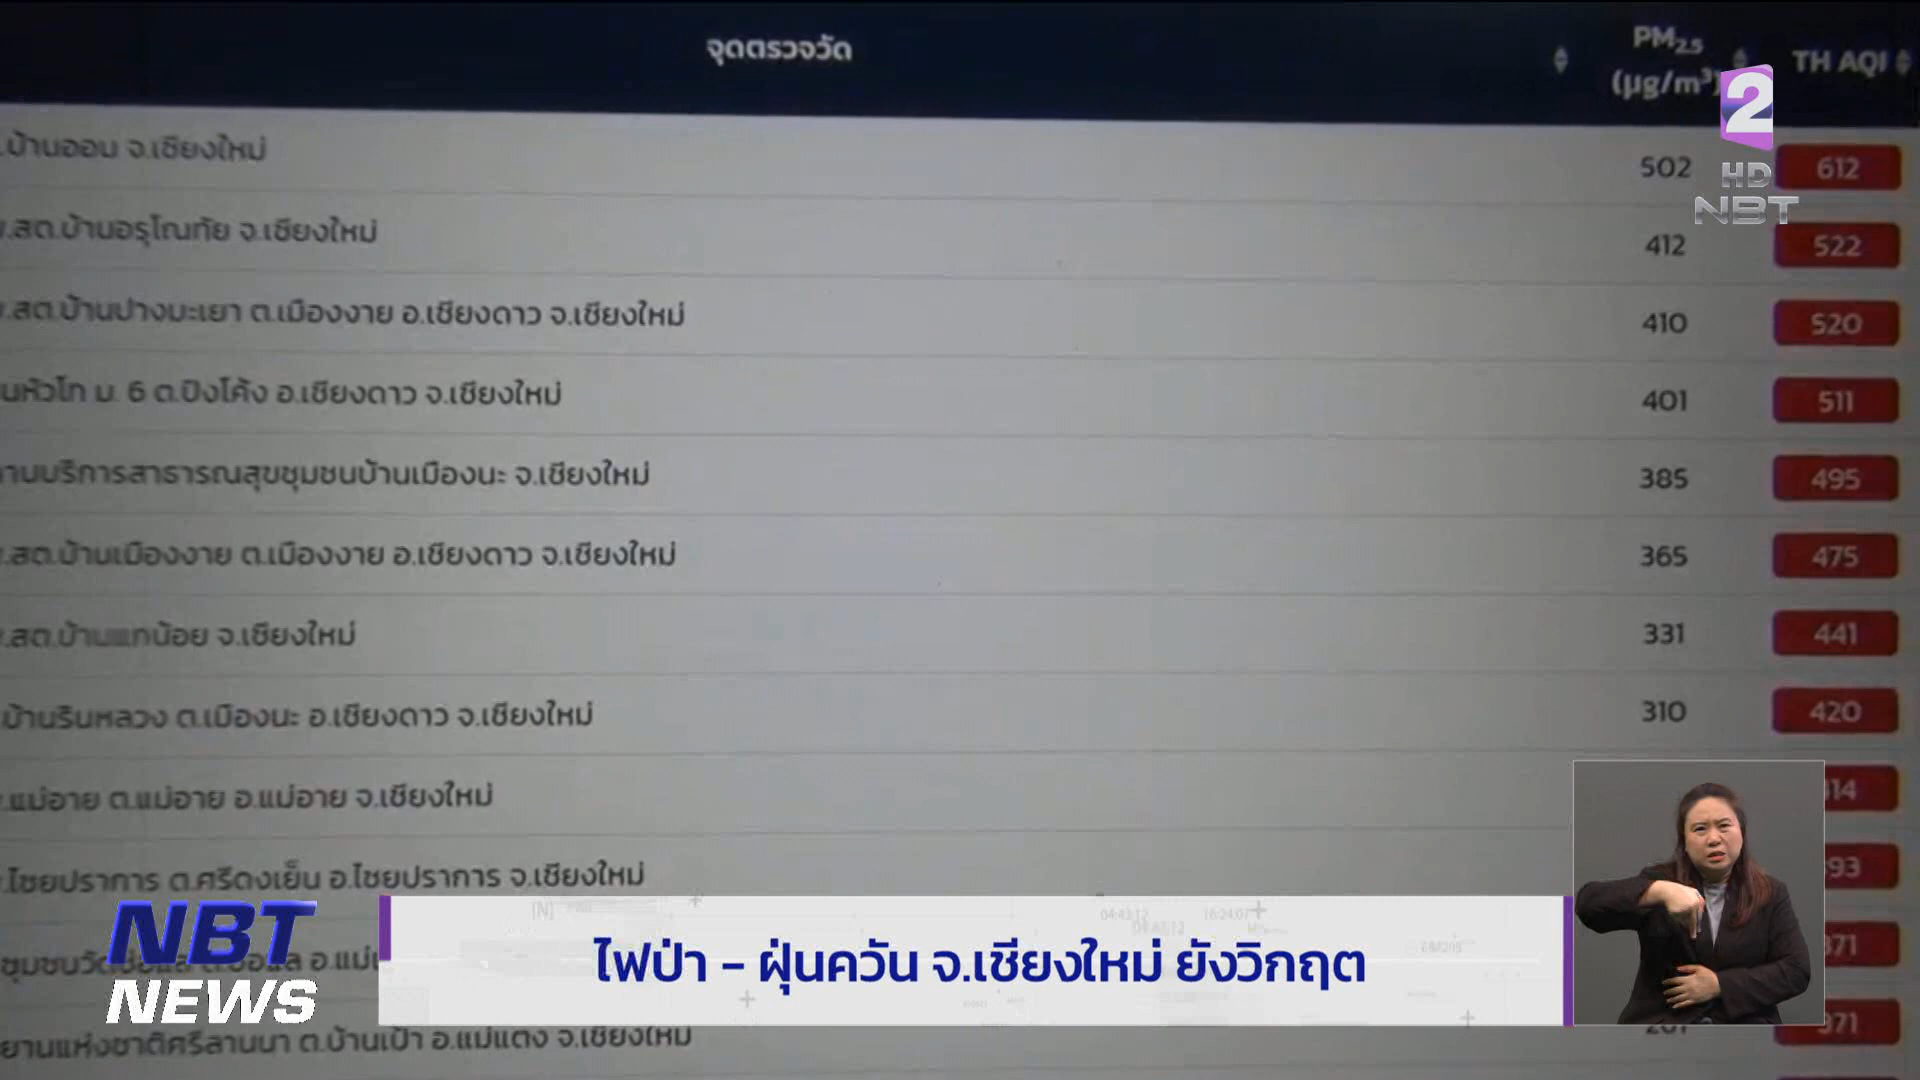 จุดตรวจวัด
PM2.5
(µg/m³)
TH AQI
2
HD
NBT
.บ้านออน จ.เชียงใหม่ 502 612
.สต.บ้านอรุโณทัย จ.เชียงใหม่ 412 522
.สต.บ้านปางมะเยา ต.เมืองงาย อ.เชียงดาว จ.เชียงใหม่ 410 520
นหัวโท ม. 6 ต.ปิงโค้ง อ.เชียงดาว จ.เชียงใหม่ 401 511
านบริการสาธารณสุขชุมชนบ้านเมืองนะ จ.เชียงใหม่ 385 495
.สต.บ้านเมืองงาย ต.เมืองงาย อ.เชียงดาว จ.เชียงใหม่ 365 475
.สต.บ้านแกน้อย จ.เชียงใหม่ 331 441
.บ้านรินหลวง ต.เมืองนะ อ.เชียงดาว จ.เชียงใหม่ 310 420
.แม่อาย ต.แม่อาย อ.แม่อาย จ.เชียงใหม่ 14
.ไชยปราการ ต.ศรีดงเย็น อ.ไชยปราการ จ.เชียงใหม่ 93
371
ยานแห่งชาติศรีลานนา ต.บ้านเป้า อ.แม่แตง จ.เชียงใหม่ 371
NBT
NEWS
ไฟป่า – ฝุ่นควัน จ.เชียงใหม่ ยังวิกฤต